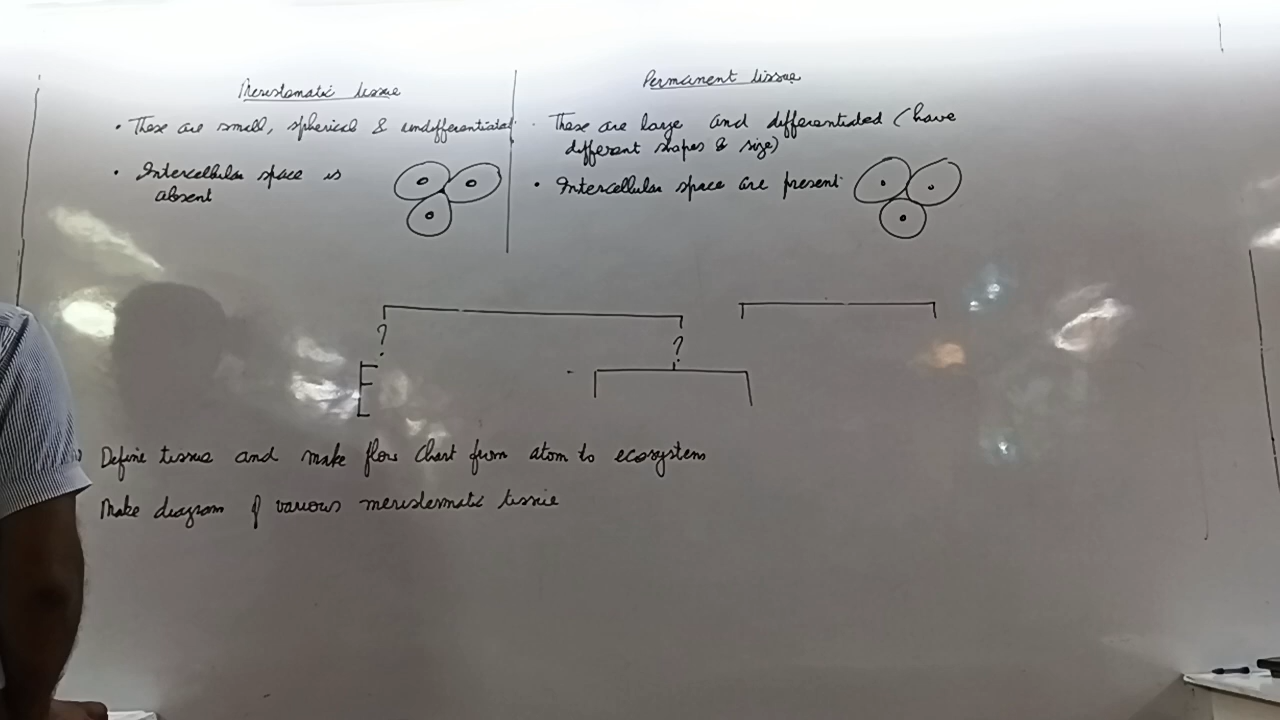 Meristematic tissue
• These are small, spherical & undifferentiated
• Intercellular space is
absent
Permanent tissue
• These are large and differentiated (have
different shapes & size)
• Intercellular space are present
?
?
Define tissue and make flow chart from atom to ecosystem
Make diagram of various meristematic tissue